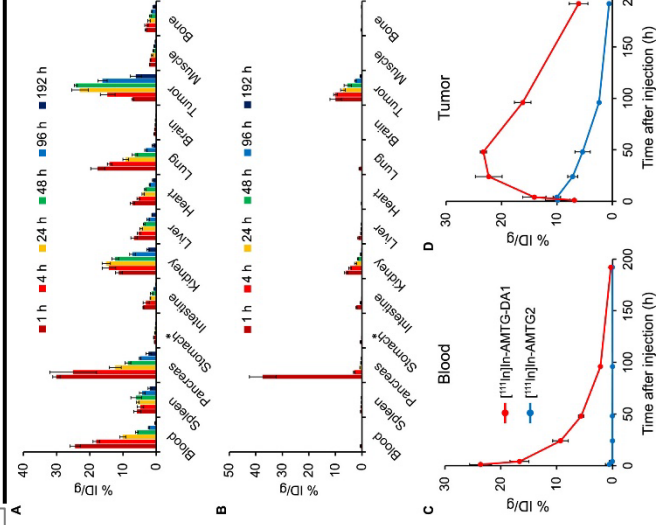 A
1 h 4 h 24 h 48 h 96 h 192 h
40
30
20
10
0
% ID/g
Blood
Spleen
Pancreas
Stomach*
Intestine
Kidney
Liver
Heart
Lung
Brain
Tumor
Muscle
Bone
B
1 h 4 h 24 h 48 h 96 h 192 h
50
40
30
20
10
0
% ID/g
Blood
Spleen
Pancreas
Stomach*
Intestine
Kidney
Liver
Heart
Lung
Brain
Tumor
Muscle
Bone
C
Blood
[¹¹¹In]In-AMTG-DA1
[¹¹¹In]In-AMTG2
30
20
10
0
% ID/g
0 50 100 150 200
Time after injection (h)
D
Tumor
30
20
10
0
% ID/g
0 50 100 150 2
Time after injection (h)